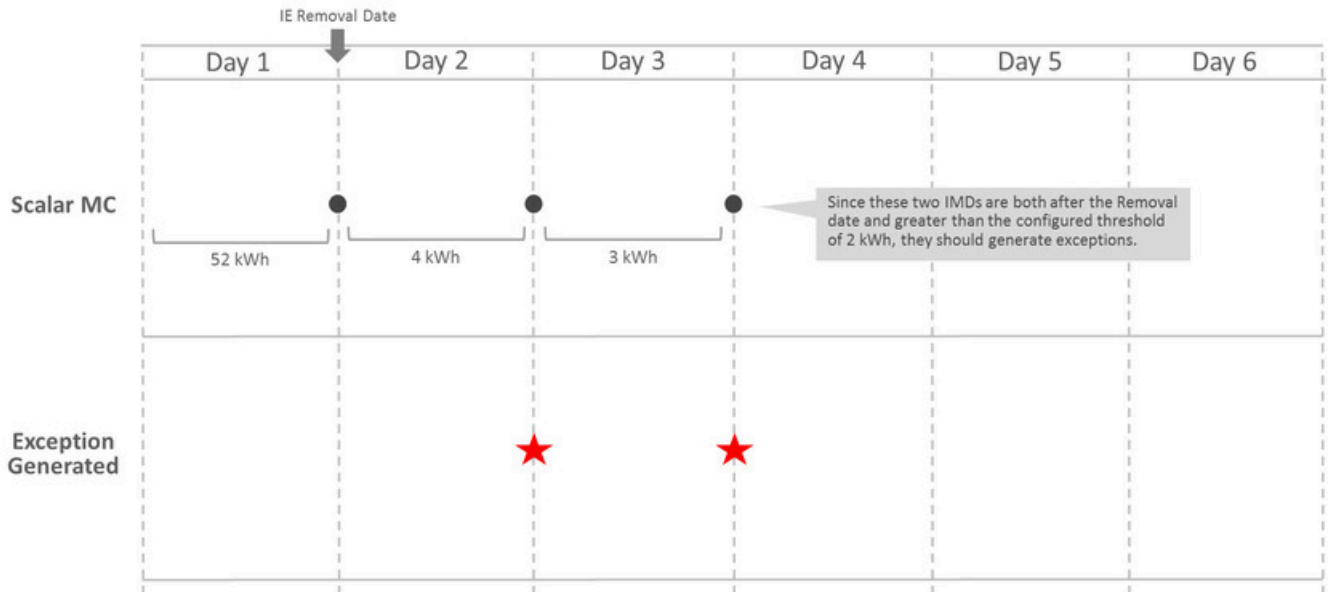 IE Removal Date
Day 1 Day 2 Day 3 Day 4 Day 5 Day 6
Scalar MC
Since these two IMDs are both after the Removal
date and greater than the configured threshold
of 2 kWh, they should generate exceptions.
52 kWh 4 kWh 3 kWh
Exception
Generated